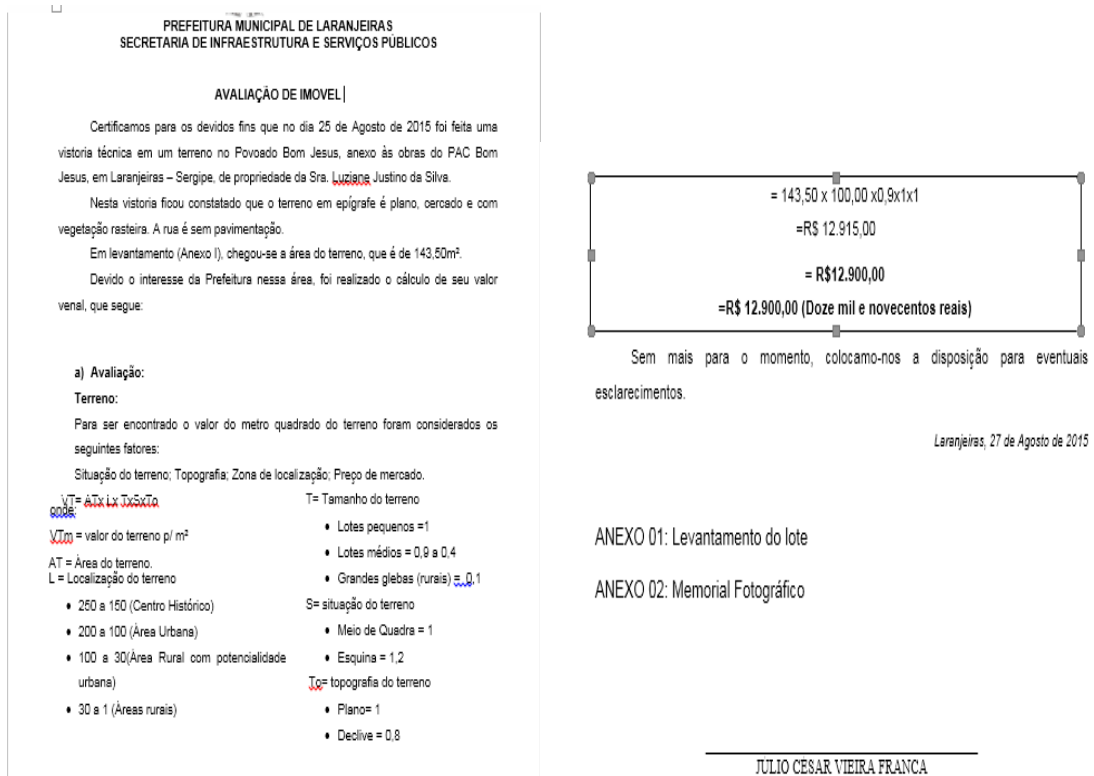 PREFEITURA MUNICIPAL DE LARANJEIRAS
SECRETARIA DE INFRAESTRUTURA E SERVIÇOS PÚBLICOS
AVALIAÇÃO DE IMOVEL
Certificamos para os devidos fins que no dia 25 de Agosto de 2015 foi feita uma
vistoria técnica em um terreno no Povoado Bom Jesus, anexo às obras do PAC Bom
Jesus, em Laranjeiras – Sergipe, de propriedade da Sra. Luziane Justino da Silva.
Nesta vistoria ficou constatado que o terreno em epígrafe é plano, cercado e com
vegetação rasteira. A rua é sem pavimentação.
Em levantamento (Anexo I), chegou-se a área do terreno, que é de 143,50m².
Devido o interesse da Prefeitura nessa área, foi realizado o cálculo de seu valor
venal, que segue:
a) Avaliação:
Terreno:
Para ser encontrado o valor do metro quadrado do terreno foram considerados os
seguintes fatores:
Situação do terreno; Topografia; Zona de localização; Preço de mercado.
VT= ATx Lx TxSxTo
onde:
VTm = valor do terreno p/ m²
AT = Àrea do terreno.
L = Localização do terreno
• 250 a 150 (Centro Histórico)
• 200 a 100 (Àrea Urbana)
• 100 a 30(Àrea Rural com potencialidade
urbana)
• 30 a 1 (Àreas rurais)
T= Tamanho do terreno
• Lotes pequenos =1
• Lotes médios = 0,9 a 0,4
• Grandes glebas (rurais) = 0,1
S= situação do terreno
• Meio de Quadra = 1
• Esquina = 1,2
To= topografia do terreno
• Plano= 1
• Declive = 0,8
= 143,50 x 100,00 x0,9x1x1
=R$ 12.915,00
= R$12.900,00
=R$ 12.900,00 (Doze mil e novecentos reais)
Sem mais para o momento, colocamo-nos a disposição para eventuais
esclarecimentos.
Laranjeiras, 27 de Agosto de 2015
ANEXO 01: Levantamento do lote
ANEXO 02: Memorial Fotográfico
JULIO CESAR VIEIRA FRANCA